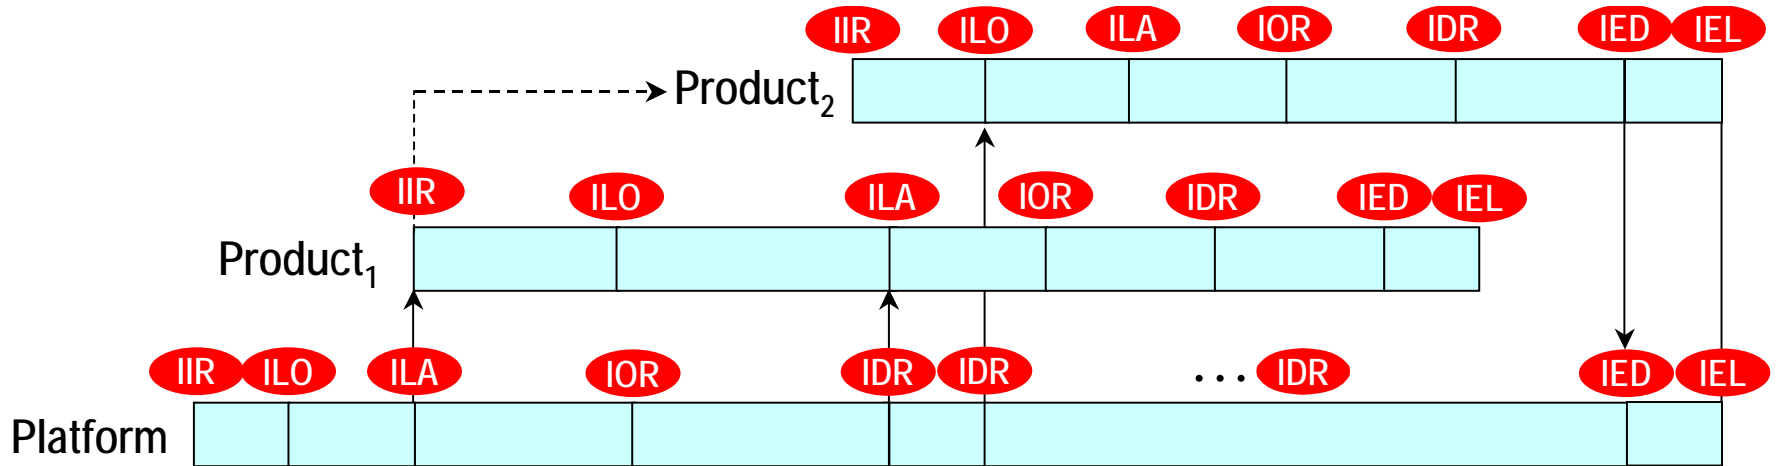 IIR ILO ILA IOR IDR IED IEL
Product2
IIR ILO ILA IOR IDR IED IEL
Product1
IIR ILO ILA IOR IDR IDR ... IDR IED IEL
Platform